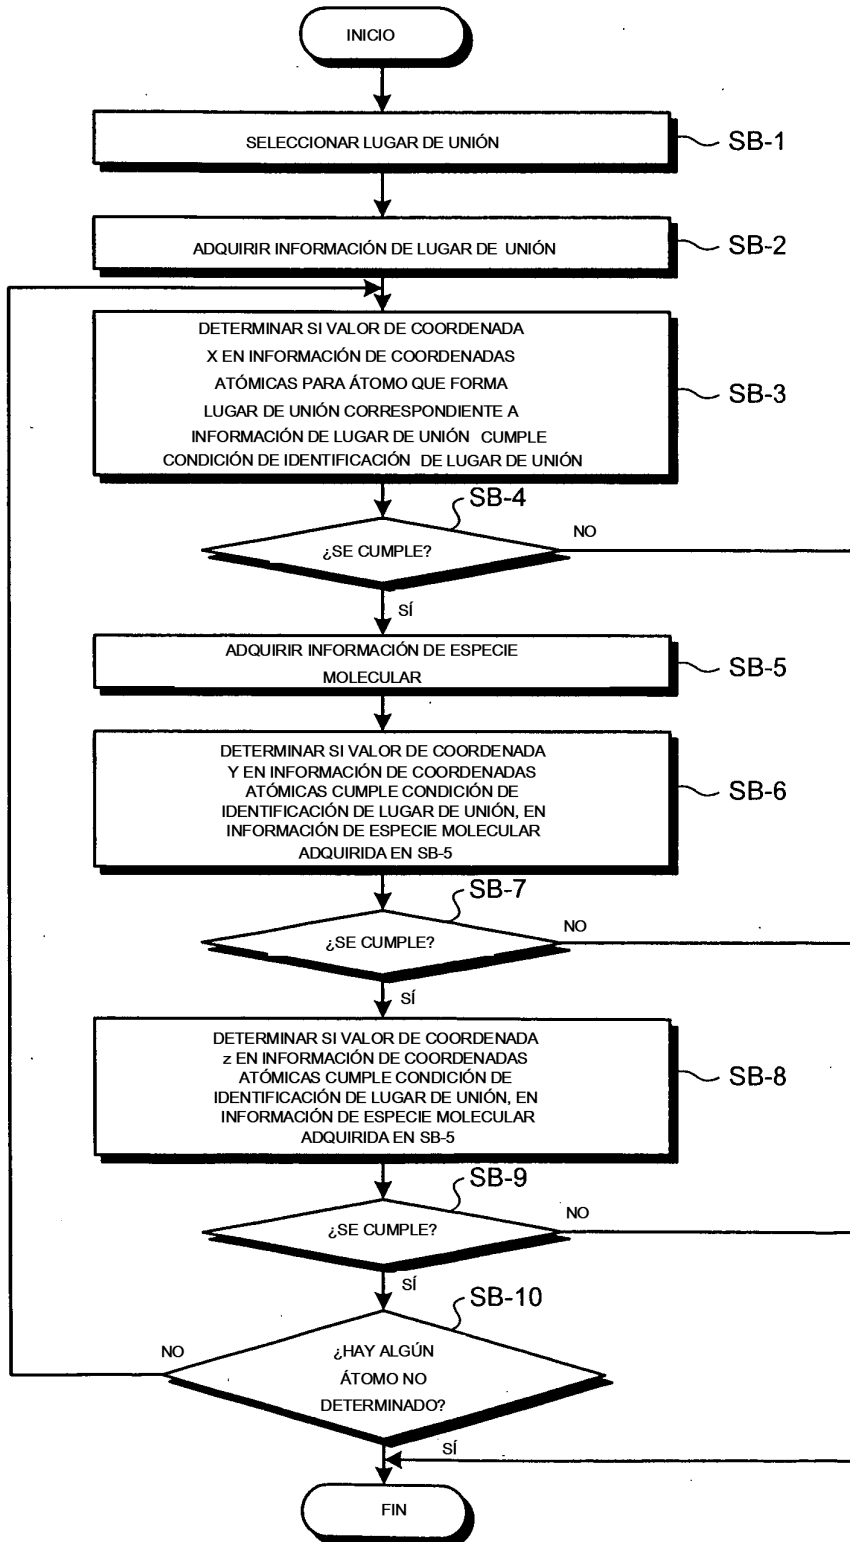 INICIO
SELECCIONAR LUGAR DE UNIÓN
SB-1
ADQUIRIR INFORMACIÓN DE LUGAR DE UNIÓN
SB-2
DETERMINAR SI VALOR DE COORDENADA
X EN INFORMACIÓN DE COORDENADAS
ATÓMICAS PARA ÁTOMO QUE FORMA
LUGAR DE UNIÓN CORRESPONDIENTE A
INFORMACIÓN DE LUGAR DE UNIÓN CUMPLE
CONDICIÓN DE IDENTIFICACIÓN DE LUGAR DE UNIÓN
SB-3
SB-4
¿SE CUMPLE?
NO
SÍ
ADQUIRIR INFORMACIÓN DE ESPECIE
MOLECULAR
SB-5
DETERMINAR SI VALOR DE COORDENADA
Y EN INFORMACIÓN DE COORDENADAS
ATÓMICAS CUMPLE CONDICIÓN DE
IDENTIFICACIÓN DE LUGAR DE UNIÓN, EN
INFORMACIÓN DE ESPECIE MOLECULAR
ADQUIRIDA EN SB-5
SB-6
SB-7
¿SE CUMPLE?
NO
SÍ
DETERMINAR SI VALOR DE COORDENADA
z EN INFORMACIÓN DE COORDENADAS
ATÓMICAS CUMPLE CONDICIÓN DE
IDENTIFICACIÓN DE LUGAR DE UNIÓN, EN
INFORMACIÓN DE ESPECIE MOLECULAR
ADQUIRIDA EN SB-5
SB-8
SB-9
¿SE CUMPLE?
NO
SÍ
SB-10
NO
¿HAY ALGÚN
ÁTOMO NO
DETERMINADO?
SÍ
FIN